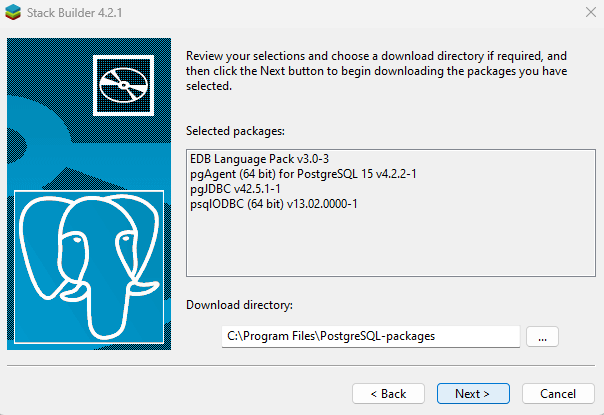 Stack Builder 4.2.1
Review your selections and choose a download directory if required, and
then click the Next button to begin downloading the packages you have
selected.
Selected packages:
EDB Language Pack v3.0-3
pgAgent (64 bit) for PostgreSQL 15 v4.2.2-1
pgJDBC v42.5.1-1
psqlODBC (64 bit) v13.02.0000-1
Download directory:
C:\Program Files\PostgreSQL-packages
...
< Back
Next >
Cancel